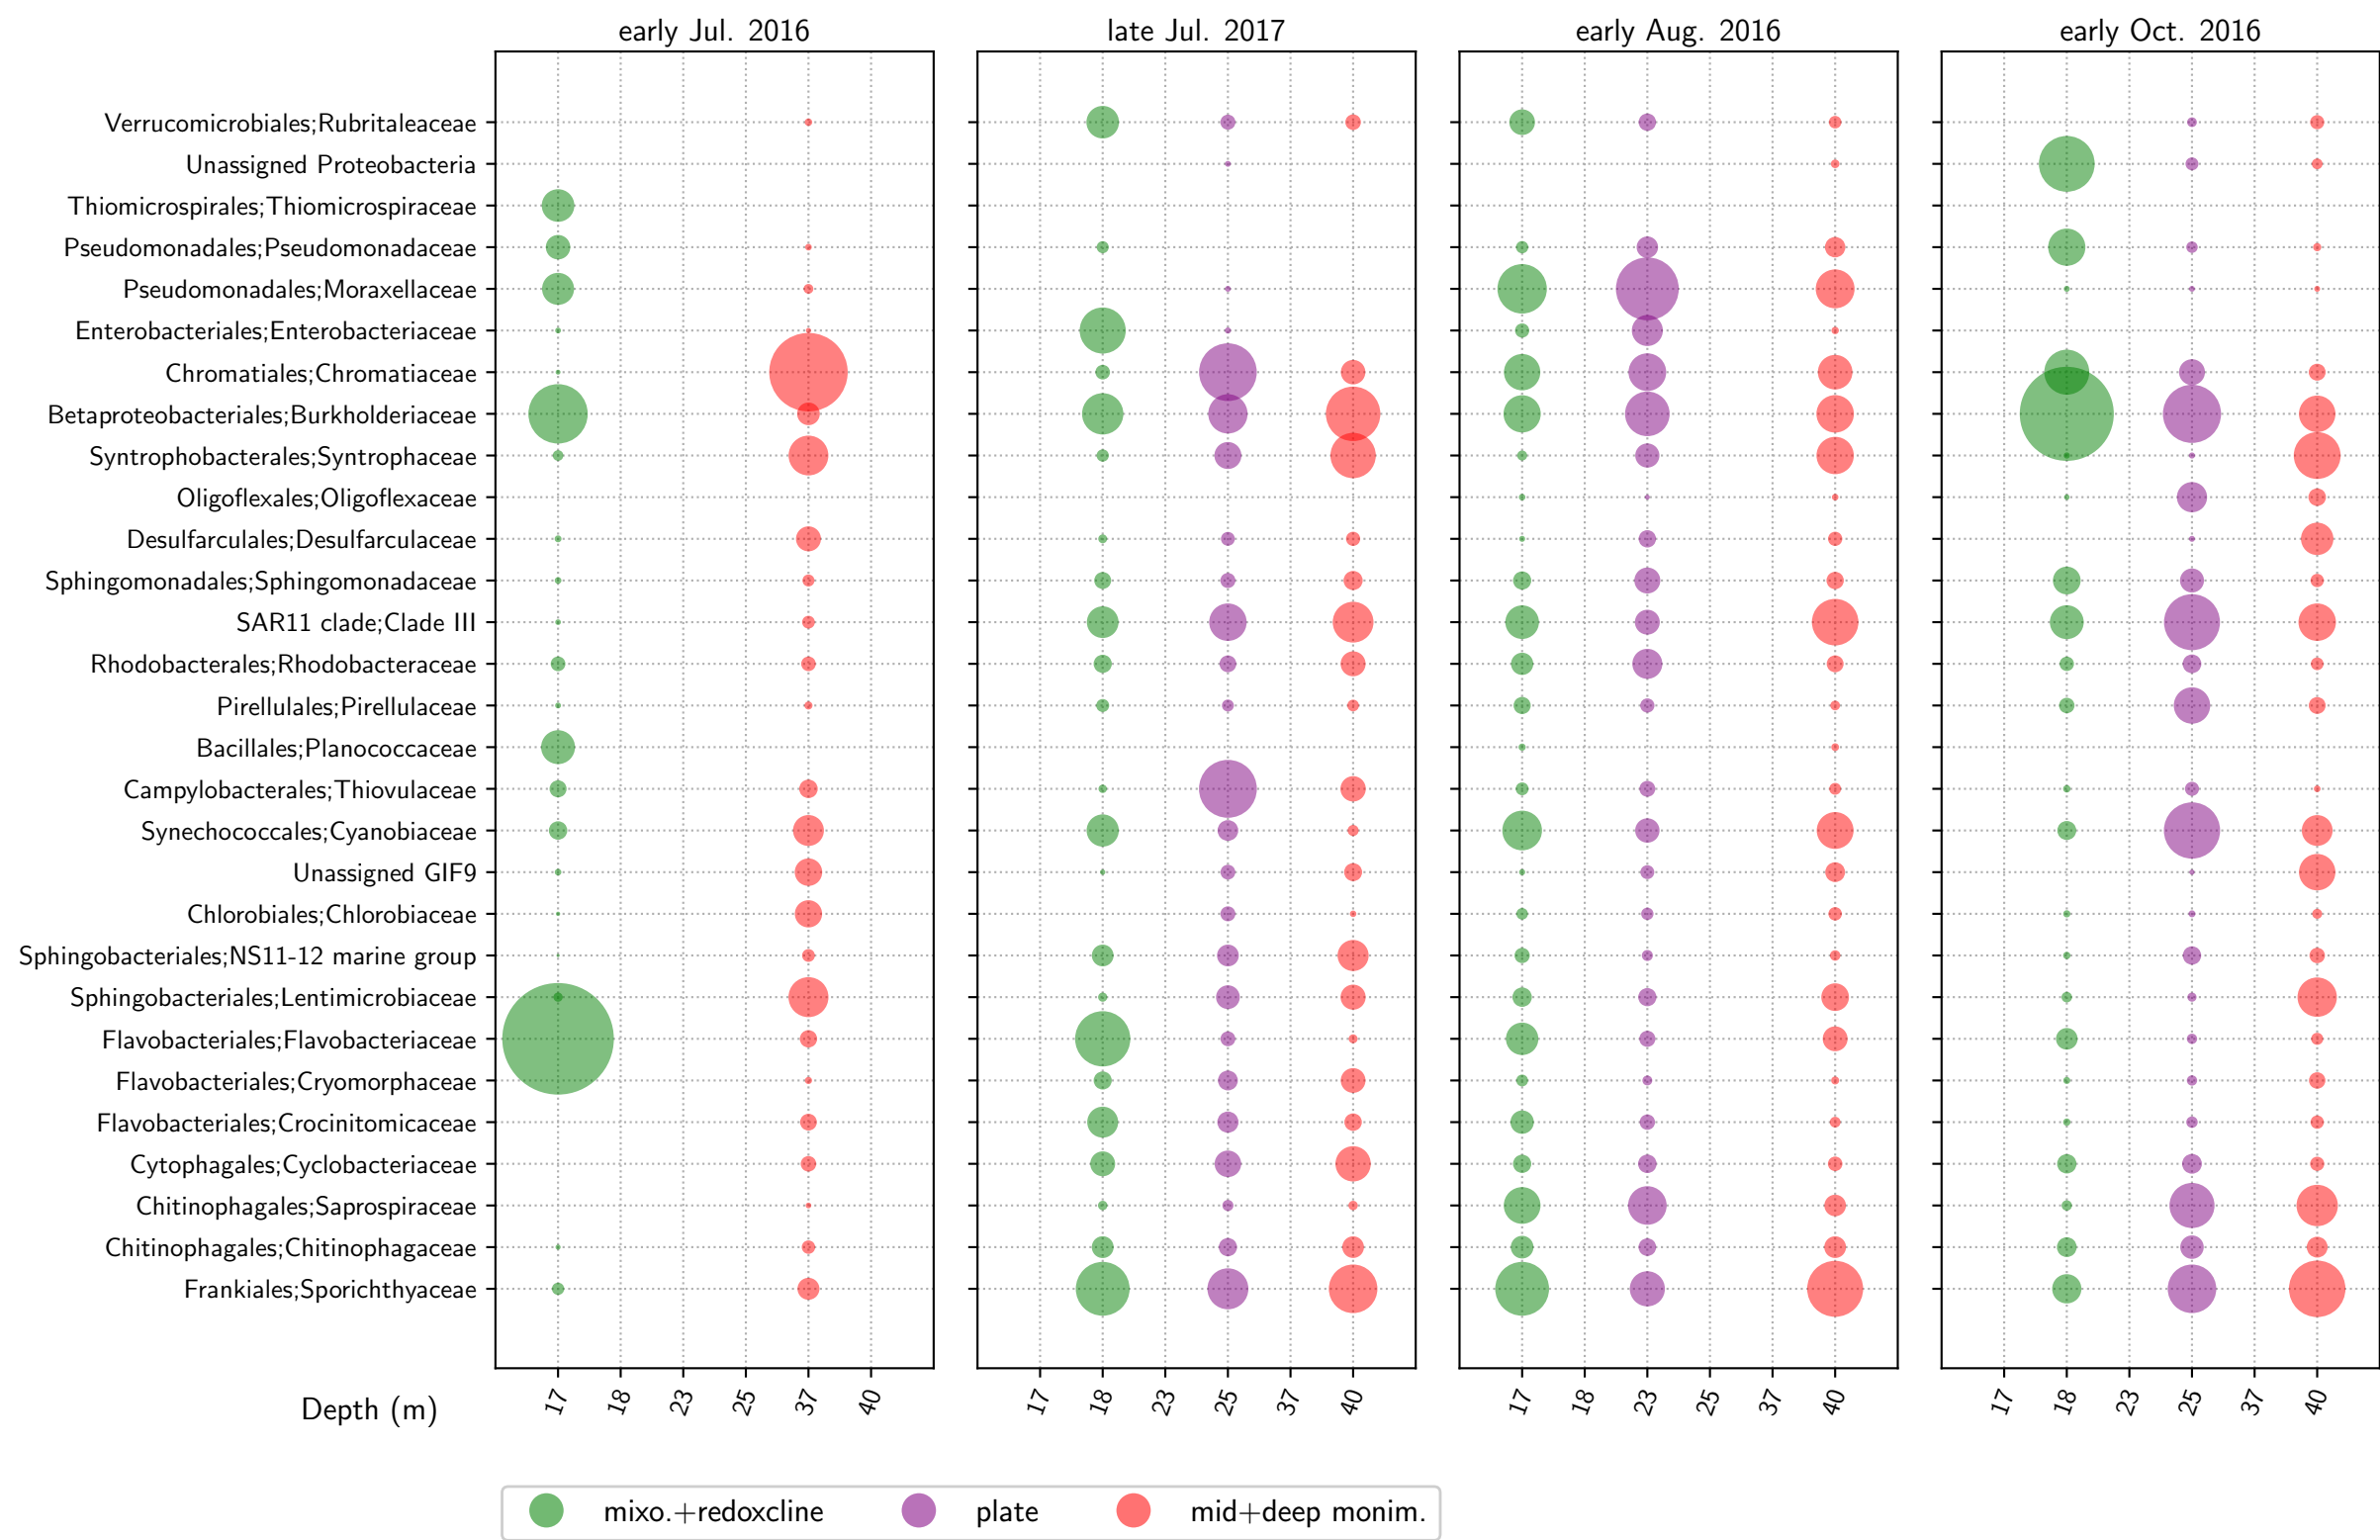 early Jul. 2016
late Jul. 2017
early Aug. 2016
early Oct. 2016
Verrucomicrobiales;Rubritaleaceae
Unassigned Proteobacteria
Thiomicrospirales;Thiomicrospiraceae
Pseudomonadales;Pseudomonadaceae
Pseudomonadales;Moraxellaceae
Enterobacteriales;Enterobacteriaceae
Chromatiales;Chromatiaceae
Betaproteobacteriales;Burkholderiaceae
Syntrophobacterales;Syntrophaceae
Oligoflexales;Oligoflexaceae
Desulfarculales;Desulfarculaceae
Sphingomonadales;Sphingomonadaceae
SAR11 clade;Clade III
Rhodobacterales;Rhodobacteraceae
Pirellulales;Pirellulaceae
Bacillales;Planococcaceae
Campylobacterales;Thiovulaceae
Synechococcales;Cyanobiaceae
Unassigned GIF9
Chlorobiales;Chlorobiaceae
Sphingobacteriales;NS11-12 marine group
Sphingobacteriales;Lentimicrobiaceae
Flavobacteriales;Flavobacteriaceae
Flavobacteriales;Cryomorphaceae
Flavobacteriales;Crocinitomicaceae
Cytophagales;Cyclobacteriaceae
Chitinophagales;Saprospiraceae
Chitinophagales;Chitinophagaceae
Frankiales;Sporichthyaceae
Depth (m)
17 18 23 25 37 40
17 18 23 25 37 40
17 18 23 25 37 40
17 18 23 25 37 40
mixo.+redoxcline
plate
mid+deep monim.